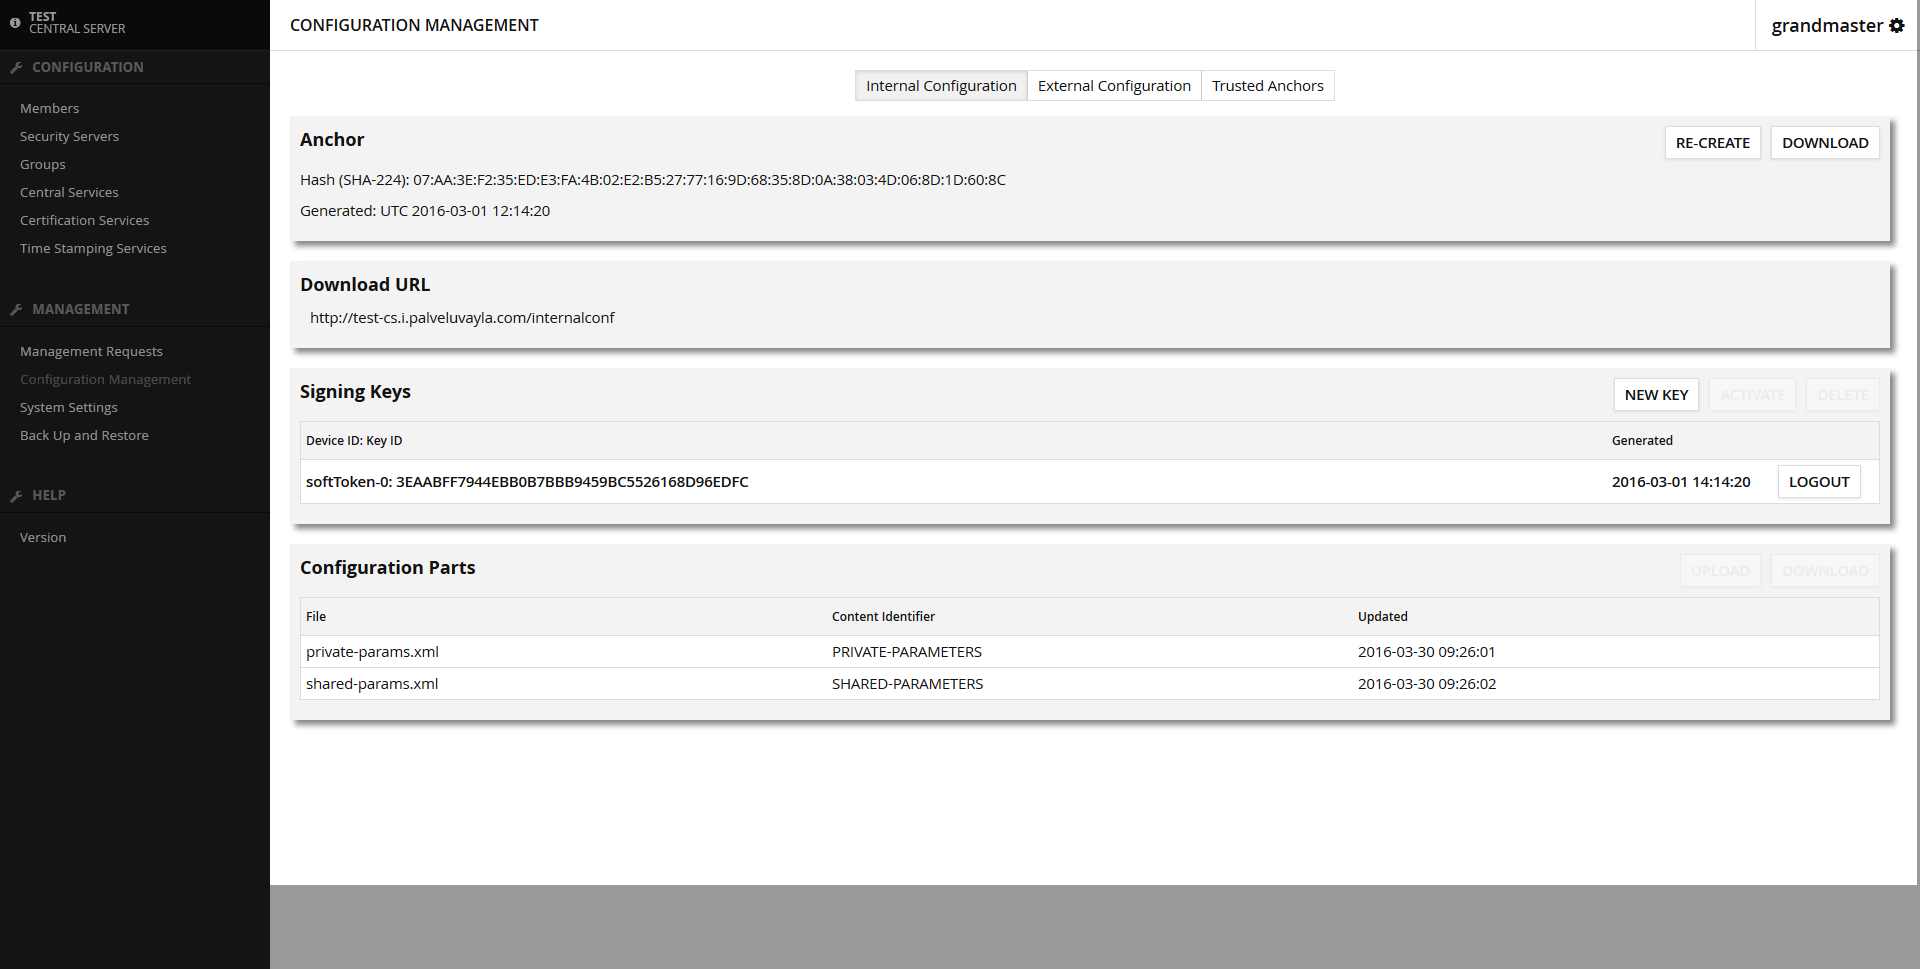 TEST
CENTRAL SERVER
CONFIGURATION
Members
Security Servers
Groups
Central Services
Certification Services
Time Stamping Services
MANAGEMENT
Management Requests
Configuration Management
System Settings
Back Up and Restore
HELP
Version
CONFIGURATION MANAGEMENT
grandmaster
Internal Configuration External Configuration Trusted Anchors
Anchor RE-CREATE DOWNLOAD
Hash (SHA-224): 07:AA:3E:F2:35:ED:E3:FA:4B:02:E2:B5:27:77:16:9D:68:35:8D:0A:38:03:4D:06:8D:1D:60:8C
Generated: UTC 2016-03-01 12:14:20
Download URL
http://test-cs.i.palveluvayla.com/internalconf
Signing Keys NEW KEY ACTIVATE DELETE
Device ID: Key ID Generated
softToken-0: 3EAABFF7944EBB0B7BBB9459BC5526168D96EDFC 2016-03-01 14:14:20 LOGOUT
Configuration Parts UPLOAD DOWNLOAD
File Content Identifier Updated
private-params.xml PRIVATE-PARAMETERS 2016-03-30 09:26:01
shared-params.xml SHARED-PARAMETERS 2016-03-30 09:26:02